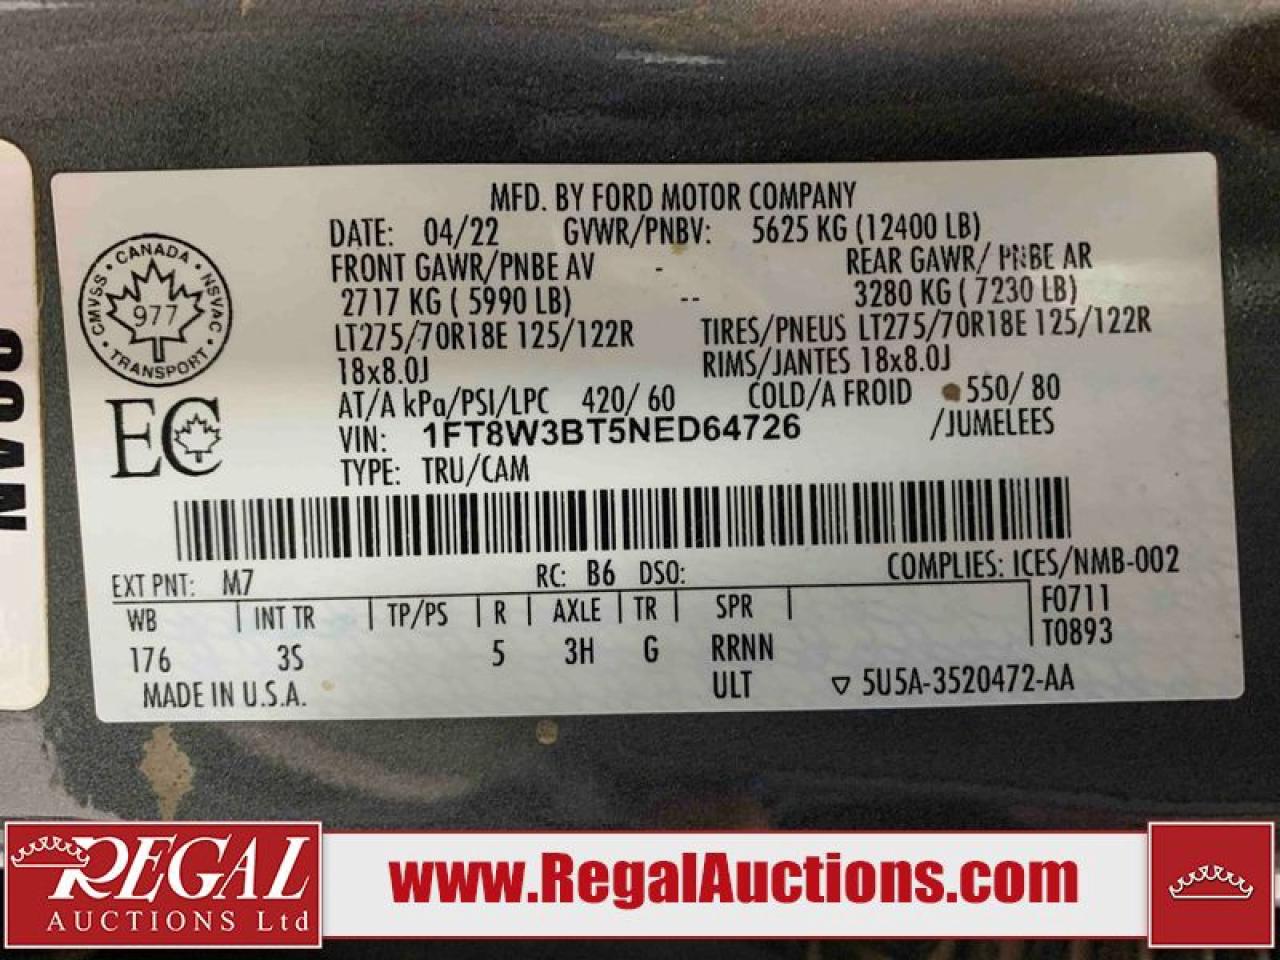 MFD. BY FORD MOTOR COMPANY
DATE: 04/22 GVWR/PNBV: 5625 KG (12400 LB)
FRONT GAWR/PNBE AV - REAR GAWR/ PNBE AR
2717 KG ( 5990 LB) -- 3280 KG ( 7230 LB)
LT275/70R18E 125/122R TIRES/PNEUS LT275/70R18E 125/122R
18x8.0J RIMS/JANTES 18x8.0J
AT/A kPa/PSI/LPC 420/ 60 COLD/A FROID 550/ 80
VIN: 1FT8W3BT5NED64726 /JUMELEES
TYPE: TRU/CAM
CANADA • NSVAC • TRANSPORT • CMVSS •
977
EC
EXT PNT: M7 RC: B6 DSO: COMPLIES: ICES/NMB-002
WB | INT TR | TP/PS | R | AXLE | TR | SPR | F0711
T0893
176 3S 5 3H G RRNN
MADE IN U.S.A. ULT ▽ 5U5A-3520472-AA
REGAL
AUCTIONS Ltd
www.RegalAuctions.com